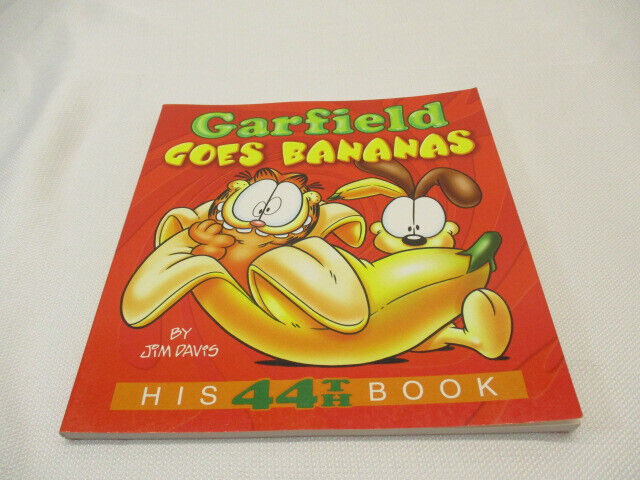 Garfield
GOES BANANAS
BY
JIM DAVIS
HIS 44TH BOOK